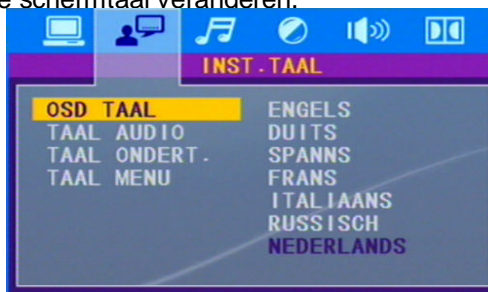 e schermtaal veranderen.
INST.TAAL
OSD TAAL
TAAL AUDIO
TAAL ONDERT.
TAAL MENU
ENGELS
DUITS
SPANNS
FRANS
ITALIAANS
RUSSISCH
NEDERLANDS